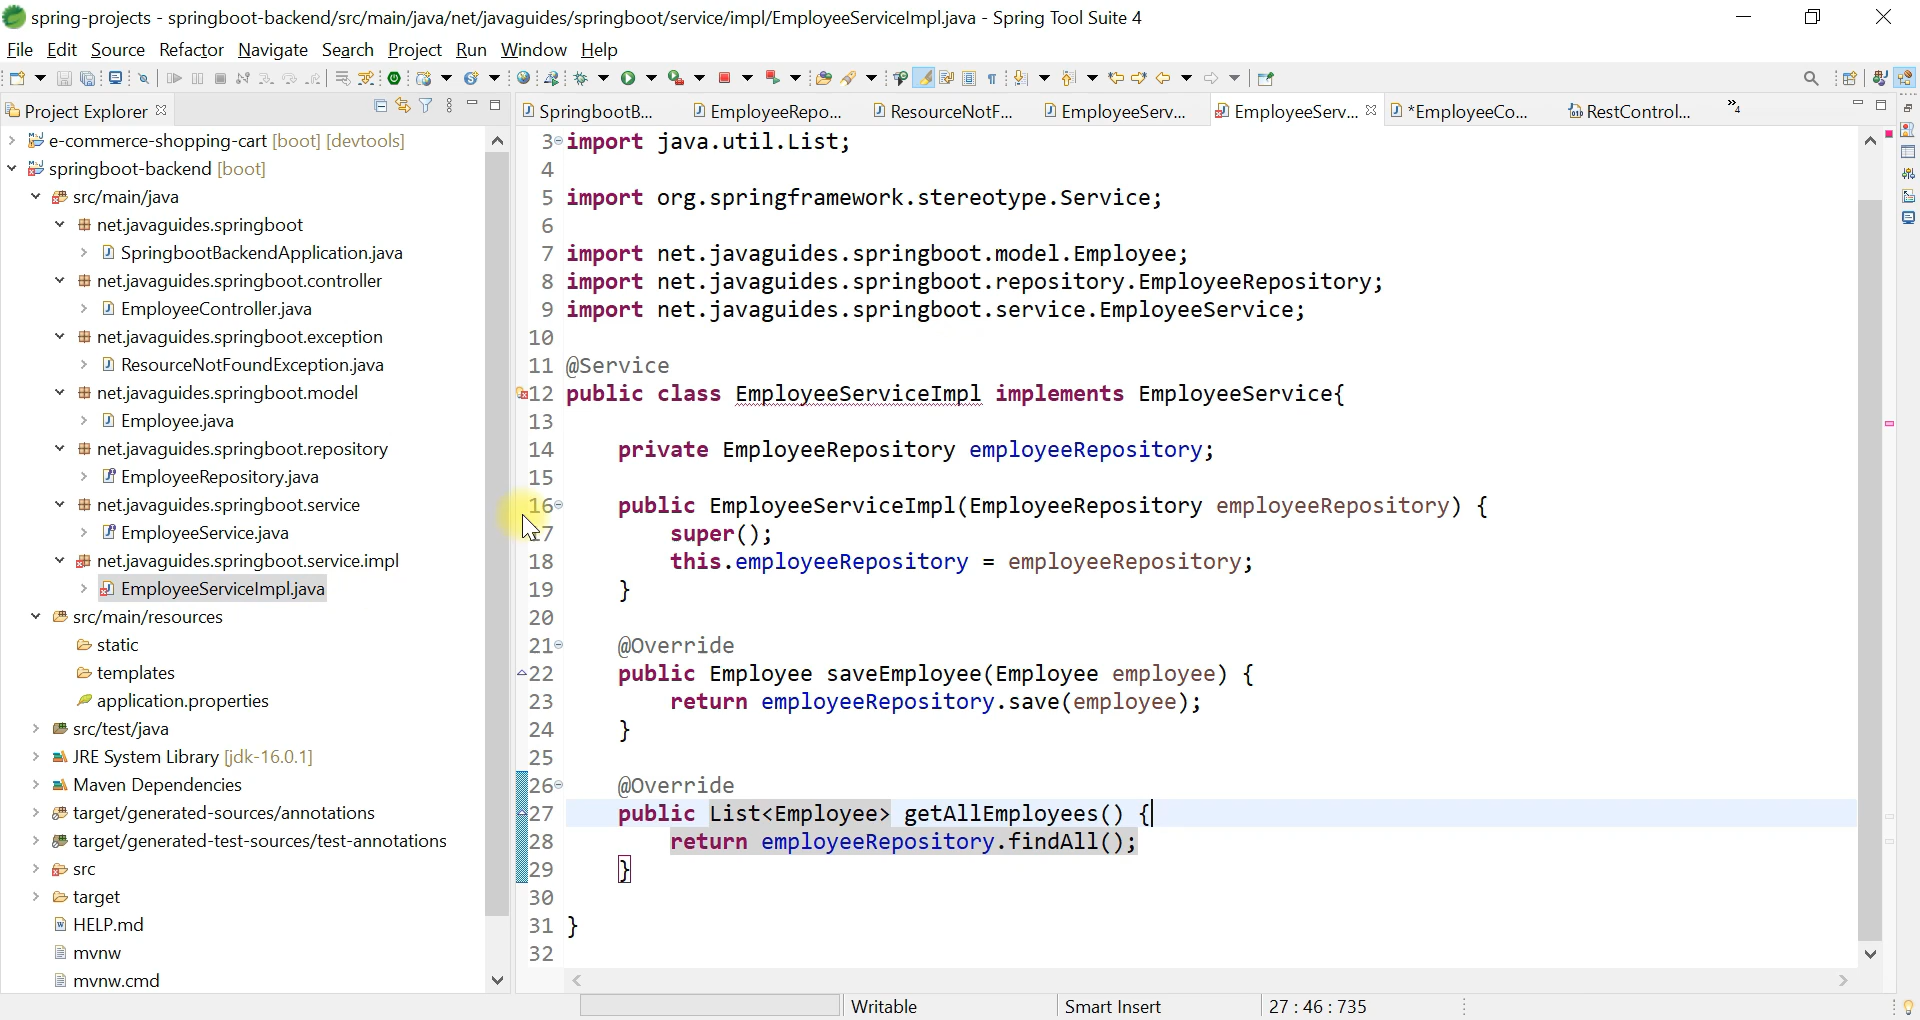 spring-projects - springboot-backend/src/main/java/net/javaguides/springboot/service/impl/EmployeeServiceImpl.java - Spring Tool Suite 4
File Edit Source Refactor Navigate Search Project Run Window Help
Project Explorer
SpringbootB...
EmployeeRepo...
ResourceNotF...
EmployeeServ...
EmployeeServ...
*EmployeeCo...
RestControl...
»4
e-commerce-shopping-cart [boot] [devtools]
springboot-backend [boot]
src/main/java
net.javaguides.springboot
SpringbootBackendApplication.java
net.javaguides.springboot.controller
EmployeeController.java
net.javaguides.springboot.exception
ResourceNotFoundException.java
net.javaguides.springboot.model
Employee.java
net.javaguides.springboot.repository
EmployeeRepository.java
net.javaguides.springboot.service
EmployeeService.java
net.javaguides.springboot.service.impl
EmployeeServiceImpl.java
src/main/resources
static
templates
application.properties
src/test/java
JRE System Library [jdk-16.0.1]
Maven Dependencies
target/generated-sources/annotations
target/generated-test-sources/test-annotations
src
target
HELP.md
mvnw
mvnw.cmd
3 import java.util.List;
4
5 import org.springframework.stereotype.Service;
6
7 import net.javaguides.springboot.model.Employee;
8 import net.javaguides.springboot.repository.EmployeeRepository;
9 import net.javaguides.springboot.service.EmployeeService;
10
11 @Service
12 public class EmployeeServiceImpl implements EmployeeService{
13
14 private EmployeeRepository employeeRepository;
15
16 public EmployeeServiceImpl(EmployeeRepository employeeRepository) {
17 super();
18 this.employeeRepository = employeeRepository;
19 }
20
21 @Override
22 public Employee saveEmployee(Employee employee) {
23 return employeeRepository.save(employee);
24 }
25
26 @Override
27 public List<Employee> getAllEmployees() {
28 return employeeRepository.findAll();
29 }
30
31 }
32
Writable
Smart Insert
27 : 46 : 735